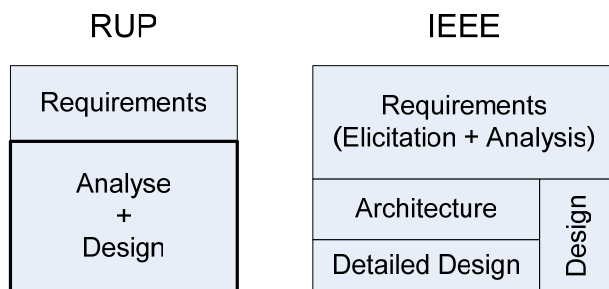 RUP
Requirements
Analyse
+
Design
IEEE
Requirements
(Elicitation + Analysis)
Architecture
Detailed Design
Design